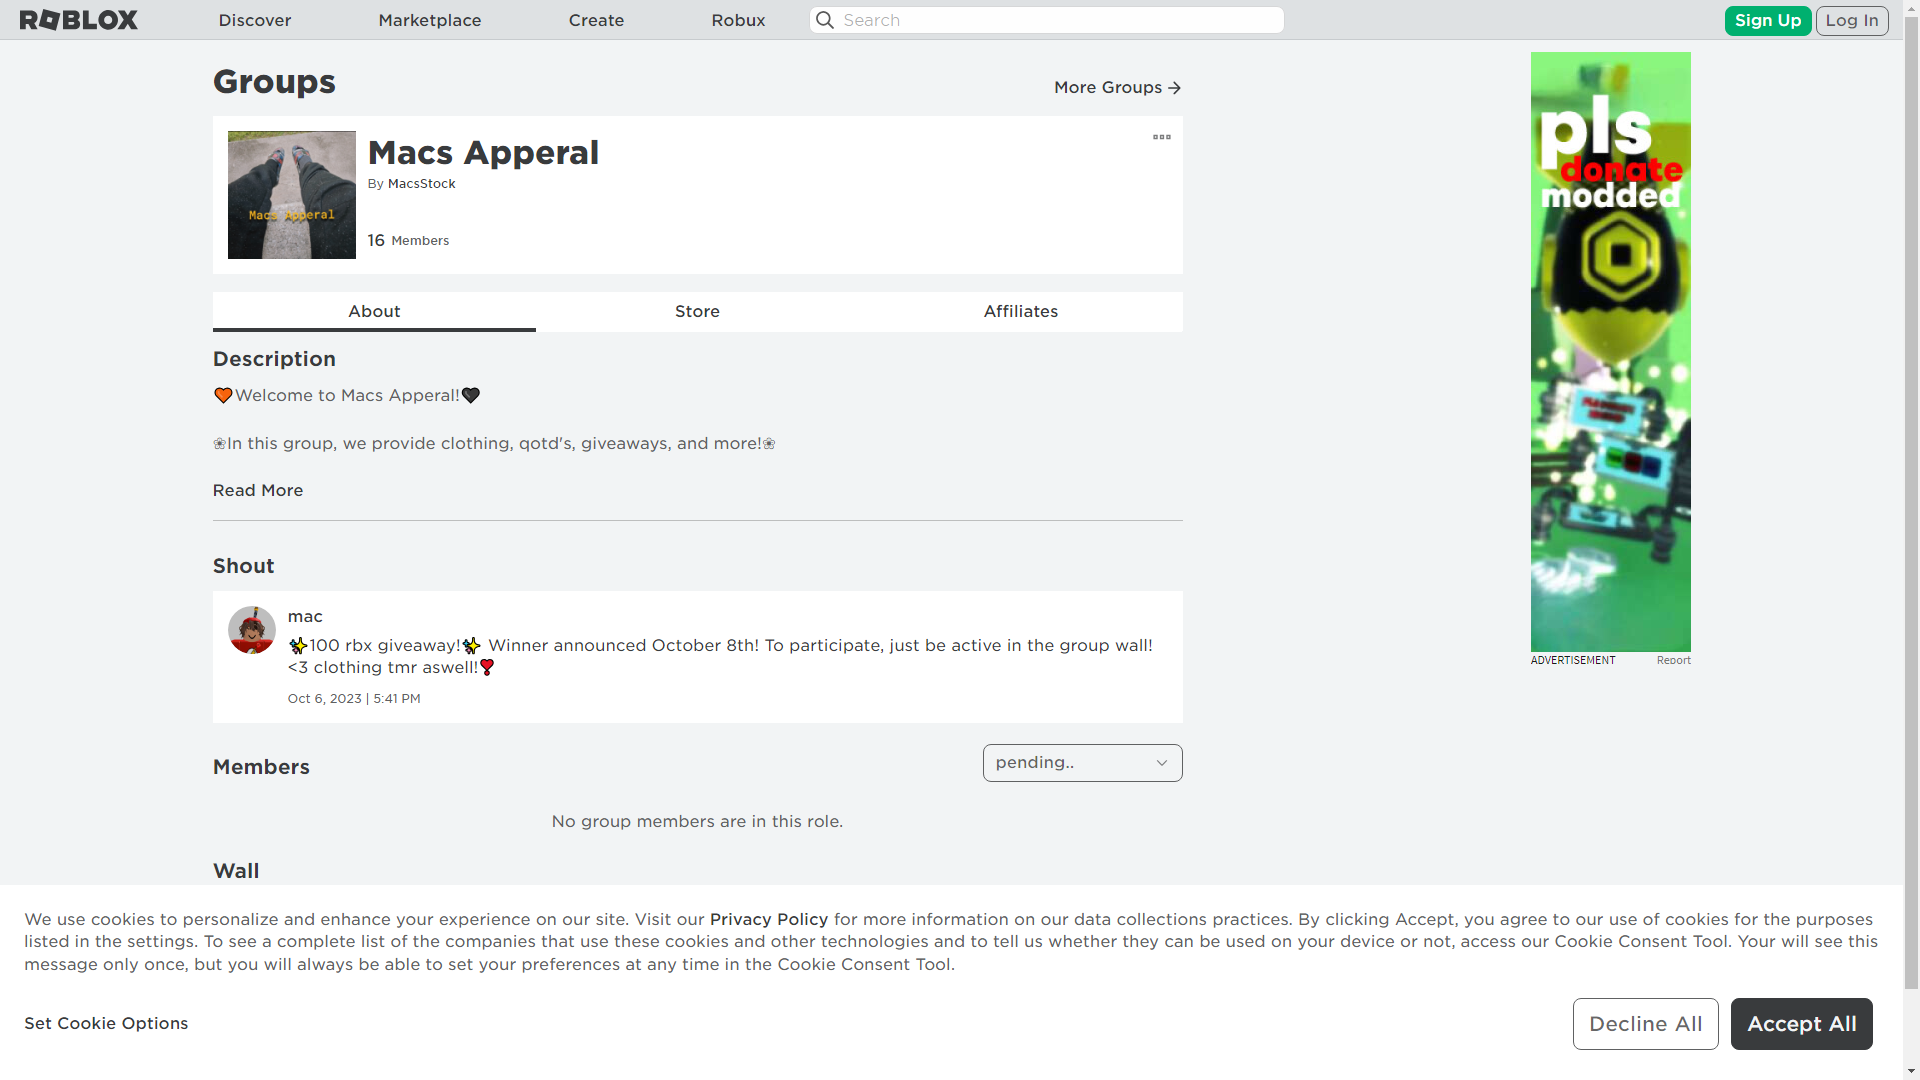 ROBLOX Discover Marketplace Create Robux Search Sign Up Log In
Groups
More Groups
Macs Apperal
By MacsStock
16 Members
Macs Apperal
About Store Affiliates
Description
🧡Welcome to Macs Apperal!🖤
❀In this group, we provide clothing, qotd's, giveaways, and more!❀
Read More
Shout
mac
✨100 rbx giveaway!✨ Winner announced October 8th! To participate, just be active in the group wall!
<3 clothing tmr aswell!❣️
Oct 6, 2023 | 5:41 PM
Members
pending..
No group members are in this role.
Wall
pls
donate
modded
ADVERTISEMENT Report
We use cookies to personalize and enhance your experience on our site. Visit our Privacy Policy for more information on our data collections practices. By clicking Accept, you agree to our use of cookies for the purposes
listed in the settings. To see a complete list of the companies that use these cookies and other technologies and to tell us whether they can be used on your device or not, access our Cookie Consent Tool. Your will see this
message only once, but you will always be able to set your preferences at any time in the Cookie Consent Tool.
Set Cookie Options
Decline All
Accept All